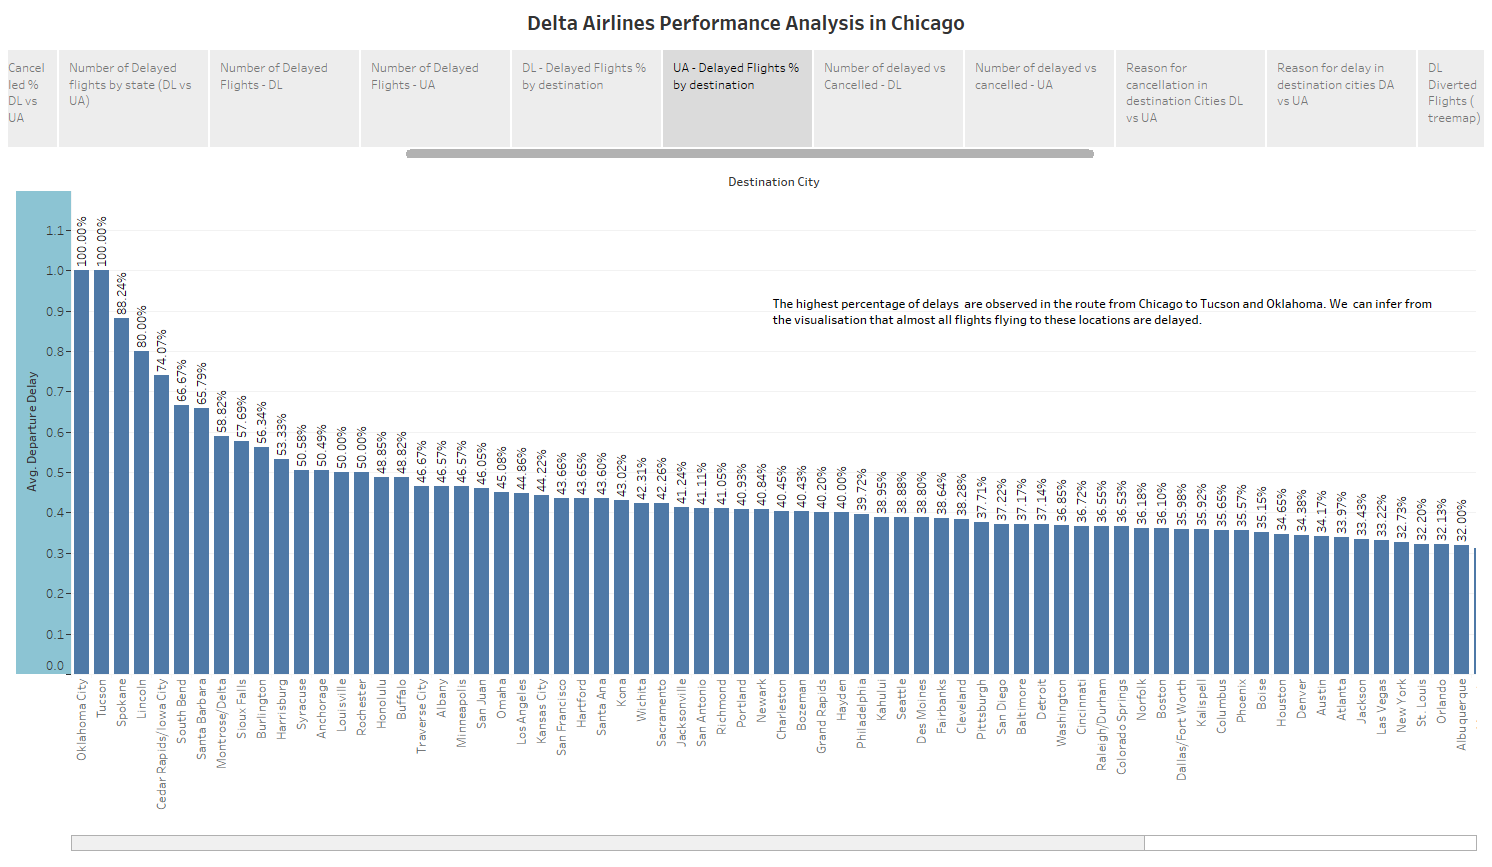 Delta Airlines Performance Analysis in Chicago
Cancel
led %
DL vs
UA
Number of Delayed
flights by state (DL vs
UA)
Number of Delayed
Flights - DL
Number of Delayed
Flights - UA
DL - Delayed Flights %
by destination
UA - Delayed Flights %
by destination
Number of delayed vs
Cancelled - DL
Number of delayed vs
cancelled - UA
Reason for
cancellation in
destination Cities DL
vs UA
Reason for delay in
destination cities DA
vs UA
DL
Diverted
Flights (
treemap)
Destination City
The highest percentage of delays  are observed in the route from Chicago to Tucson and Oklahoma. We  can infer from
the visualisation that almost all flights flying to these locations are delayed.
Avg. Departure Delay
1.1
1.0
0.9
0.8
0.7
0.6
0.5
0.4
0.3
0.2
0.1
0.0
100.00%
100.00%
88.24%
80.00%
74.07%
66.67%
65.79%
58.82%
57.69%
56.34%
53.33%
50.58%
50.49%
50.00%
50.00%
48.85%
48.82%
46.67%
46.57%
46.57%
46.05%
45.08%
44.86%
44.22%
43.66%
43.65%
43.60%
43.02%
42.31%
42.26%
41.24%
41.11%
41.05%
40.93%
40.84%
40.45%
40.43%
40.20%
40.00%
39.72%
38.95%
38.88%
38.80%
38.64%
38.28%
37.71%
37.22%
37.17%
37.14%
36.85%
36.72%
36.55%
36.53%
36.18%
36.10%
35.98%
35.92%
35.65%
35.57%
35.15%
34.65%
34.38%
34.17%
33.97%
33.43%
33.22%
32.73%
32.20%
32.13%
32.00%
Oklahoma City
Tucson
Spokane
Lincoln
Cedar Rapids/Iowa City
South Bend
Santa Barbara
Montrose/Delta
Sioux Falls
Burlington
Harrisburg
Syracuse
Anchorage
Louisville
Rochester
Honolulu
Buffalo
Traverse City
Albany
Minneapolis
San Juan
Omaha
Los Angeles
Kansas City
San Francisco
Hartford
Santa Ana
Kona
Wichita
Sacramento
Jacksonville
San Antonio
Richmond
Portland
Newark
Charleston
Bozeman
Grand Rapids
Hayden
Philadelphia
Kahului
Seattle
Des Moines
Fairbanks
Cleveland
Pittsburgh
San Diego
Baltimore
Detroit
Washington
Cincinnati
Raleigh/Durham
Colorado Springs
Norfolk
Boston
Dallas/Fort Worth
Kalispell
Columbus
Phoenix
Boise
Houston
Denver
Austin
Atlanta
Jackson
Las Vegas
New York
St. Louis
Orlando
Albuquerque